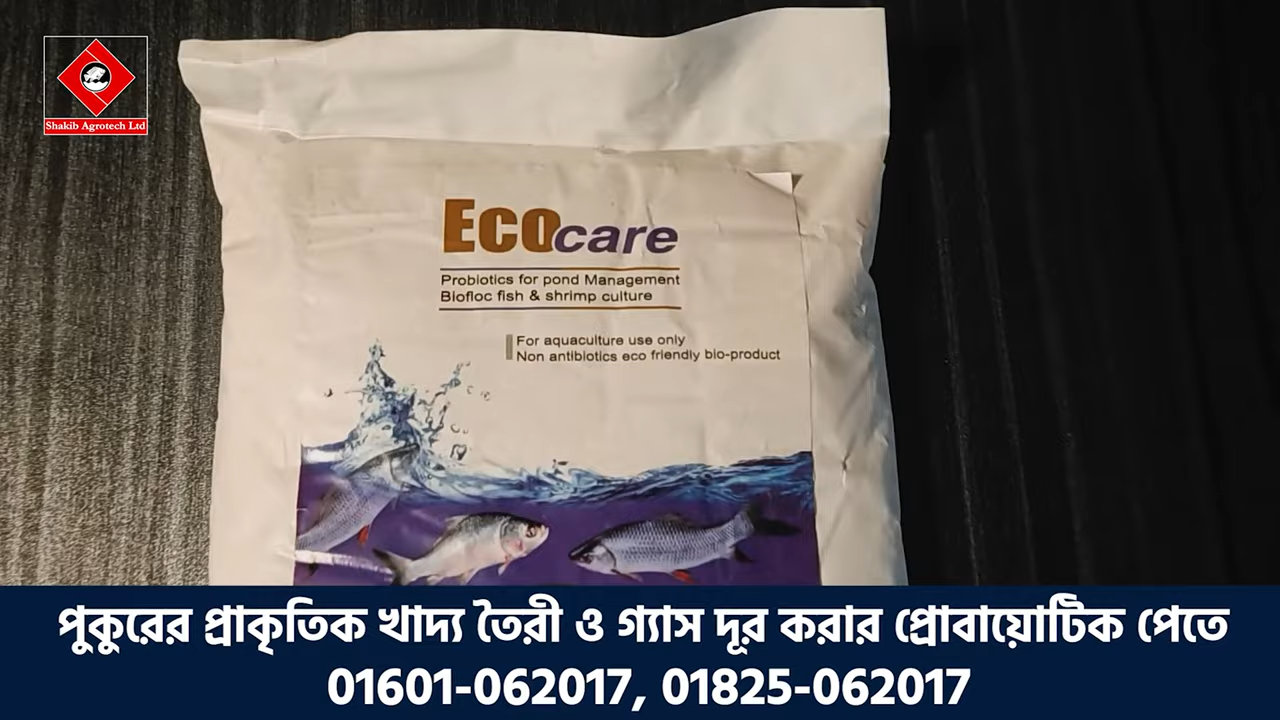 Shakib Agrotech Ltd
ECOcare
Probiotics for pond Management
Biofloc fish & shrimp culture
For aquaculture use only
Non antibiotics eco friendly bio-product
পুকুরের প্রাকৃতিক খাদ্য তৈরী ও গ্যাস দূর করার প্রোবায়োটিক পেতে
01601-062017, 01825-062017